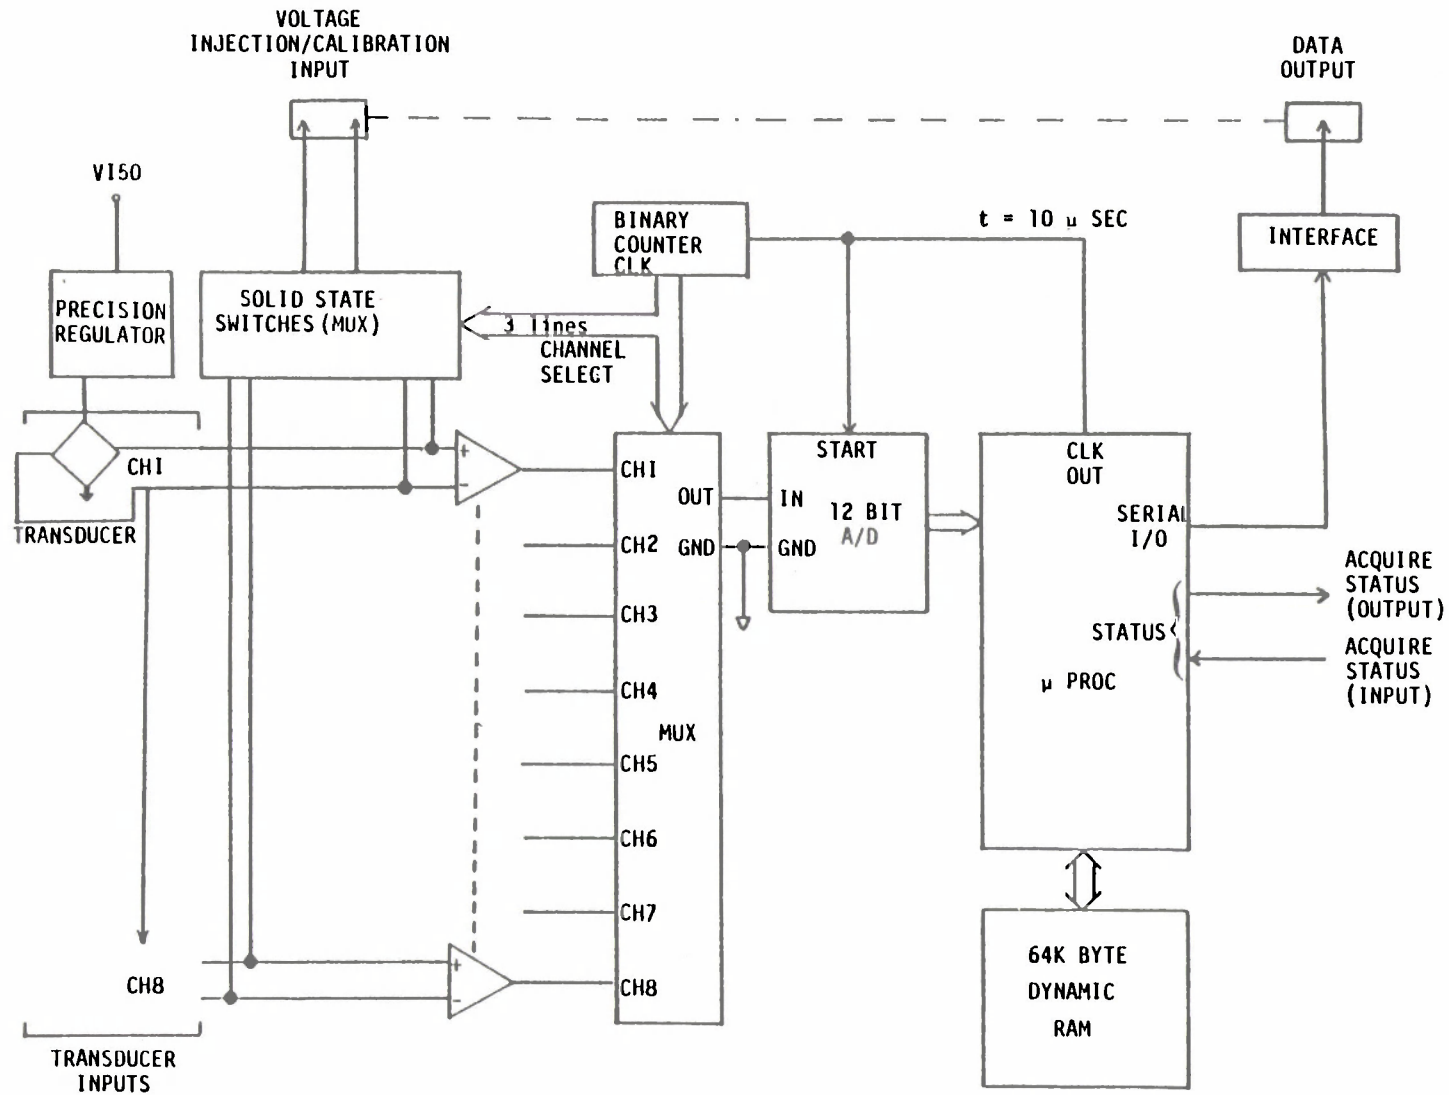 VOLTAGE
INJECTION/CALIBRATION
INPUT
DATA
OUTPUT
VI50
BINARY
COUNTER
CLK
t = 10 µ SEC
INTERFACE
PRECISION
REGULATOR
SOLID STATE
SWITCHES (MUX)
3 lines
CHANNEL
SELECT
CHI
TRANSDUCER
+
-
CHI
OUT
GND
CH2
CH3
CH4
MUX
CH5
CH6
CH7
CH8
START
IN
12 BIT
A/D
GND
CLK
OUT
SERIAL
I/O
STATUS
µ PROC
ACQUIRE
STATUS
(OUTPUT)
ACQUIRE
STATUS
(INPUT)
CH8
+
-
TRANSDUCER
INPUTS
64K BYTE
DYNAMIC
RAM